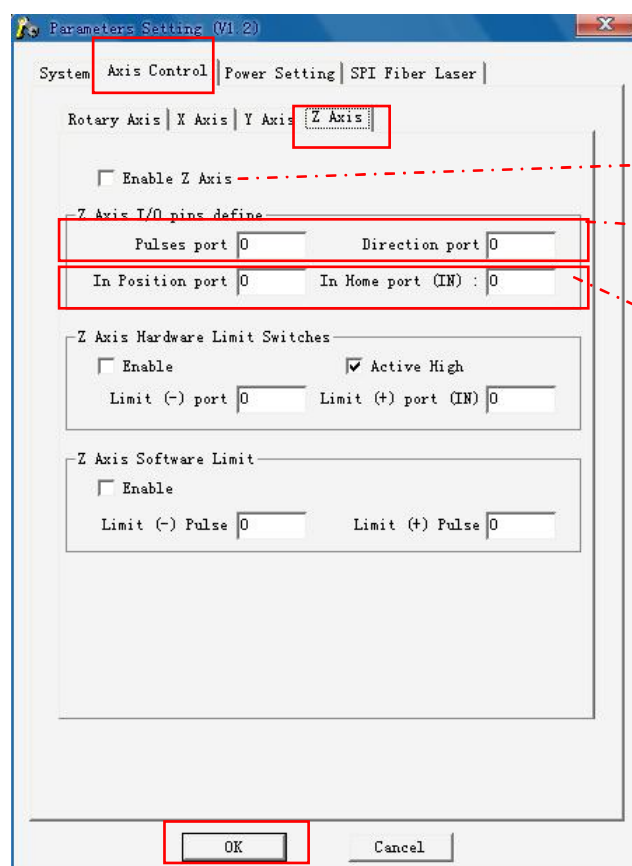 Parameters Setting (V1.2)
System Axis Control Power Setting SPI Fiber Laser
Rotary Axis X Axis Y Axis Z Axis
Enable Z Axis
Z Axis I/O pins define
Pulses port 0 Direction port 0
In Position port 0 In Home port (IN) : 0
Z Axis Hardware Limit Switches
Enable Active High
Limit (-) port 0 Limit (+) port (IN) 0
Z Axis Software Limit
Enable
Limit (-) Pulse 0 Limit (+) Pulse 0
OK Cancel